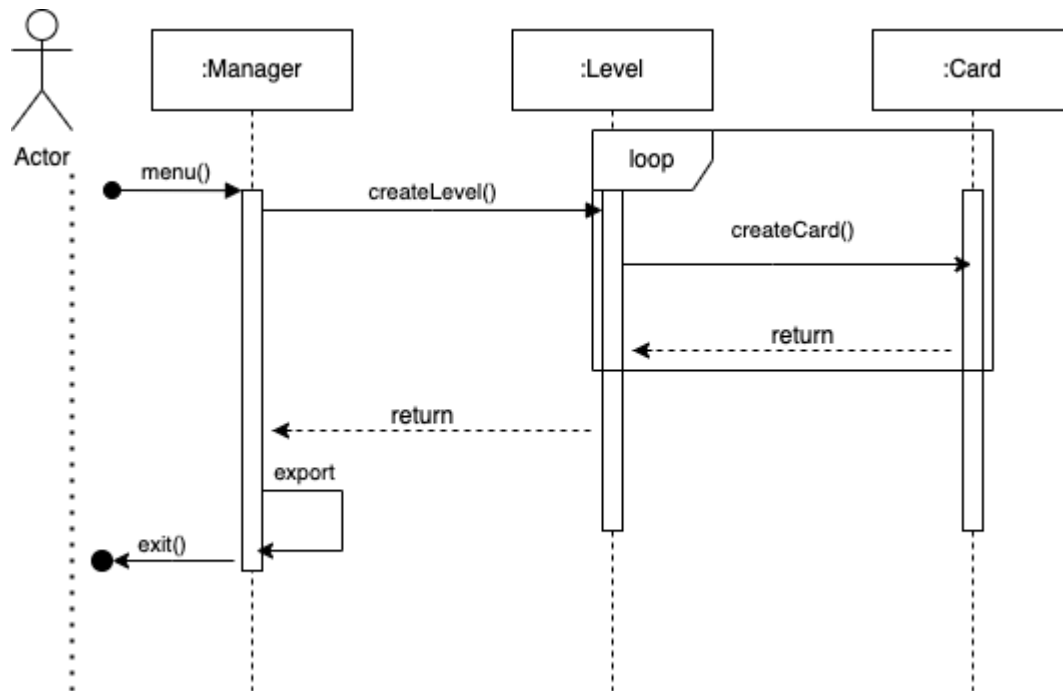 :Manager
:Level
:Card
Actor
loop
menu()
createLevel()
createCard()
return
return
export
exit()